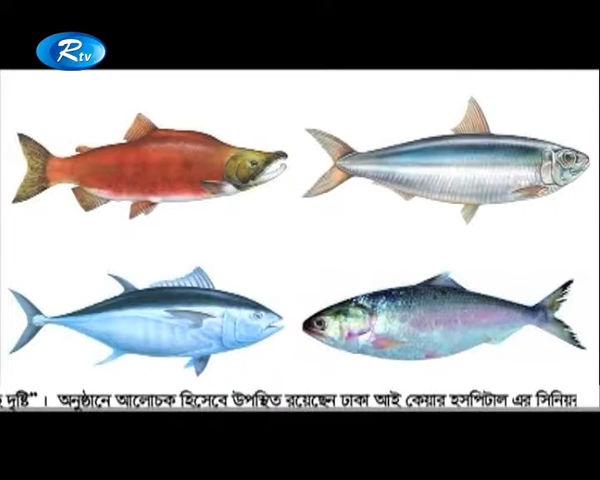 Rtv
দৃষ্টি” । অনুষ্ঠানে আলোচক হিসেবে উপস্থিত রয়েছেন ঢাকা আই কেয়ার হসপিটাল এর সিনিয়র